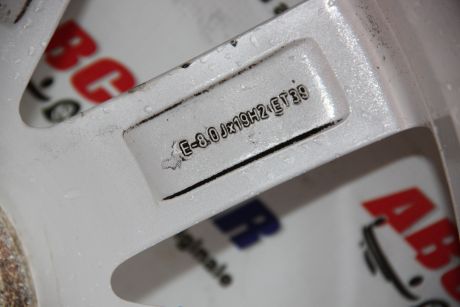 ABC
E-8.0Jx19H2 ET39
R
originale
ABC